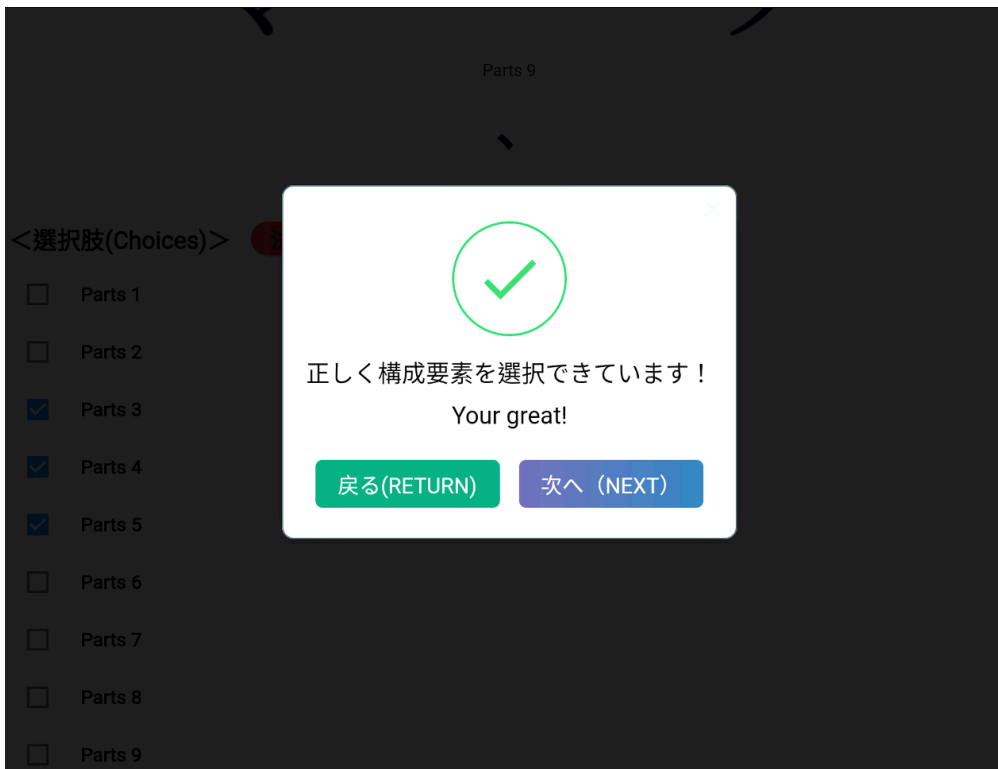 Parts 9
、
＜選択肢(Choices)＞
Parts 1
Parts 2
Parts 3
Parts 4
Parts 5
Parts 6
Parts 7
Parts 8
Parts 9
正しく構成要素を選択できています！
Your great!
戻る(RETURN)
次へ（NEXT）